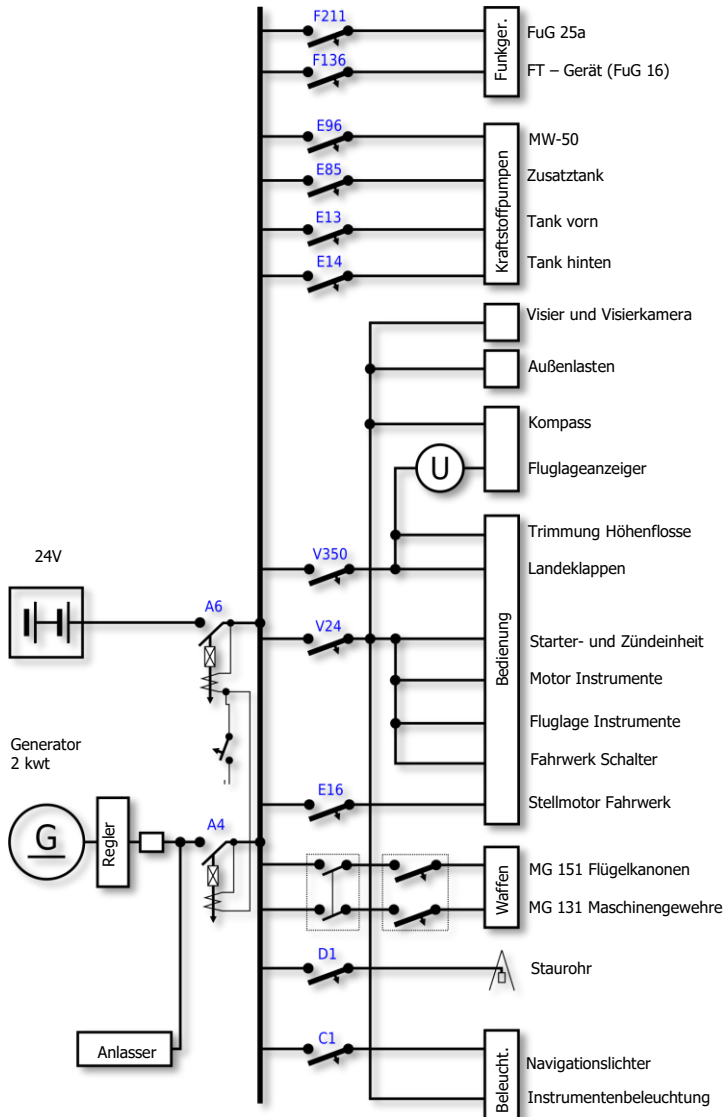 F211
FuG 25a
F136
FT – Gerät (FuG 16)
Funkger.
E96
MW-50
E85
Zusatztank
E13
Tank vorn
E14
Tank hinten
Kraftstoffpumpen
Visier und Visierkamera
Außenlasten
Kompass
U
Fluglageanzeiger
Trimmung Höhenflosse
V350
Landeklappen
24V
A6
V24
Starter- und Zündeinheit
Motor Instrumente
Fluglage Instrumente
Fahrwerk Schalter
Bedienung
Generator
2 kwt
E16
Stellmotor Fahrwerk
G
Regler
A4
MG 151 Flügelkanonen
MG 131 Maschinengewehre
Waffen
D1
Staurohr
Anlasser
C1
Navigationslichter
Instrumentenbeleuchtung
Beleucht.